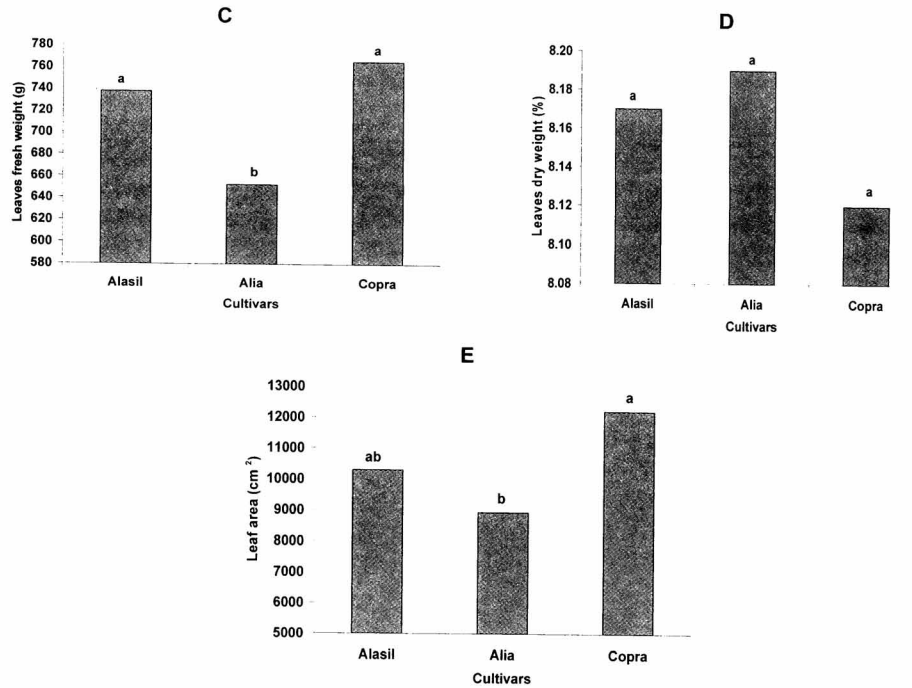 C
Leaves fresh weight (g)
780
760
740
720
700
680
660
640
620
600
580
a
b
a
Alasil
Alia
Copra
Cultivars
D
Leaves dry weight (%)
8.20
8.18
8.16
8.14
8.12
8.10
8.08
a
a
a
Alasil
Alia
Copra
Cultivars
E
Leaf area (cm ²)
13000
12000
11000
10000
9000
8000
7000
6000
5000
ab
b
a
Alasil
Alia
Copra
Cultivars